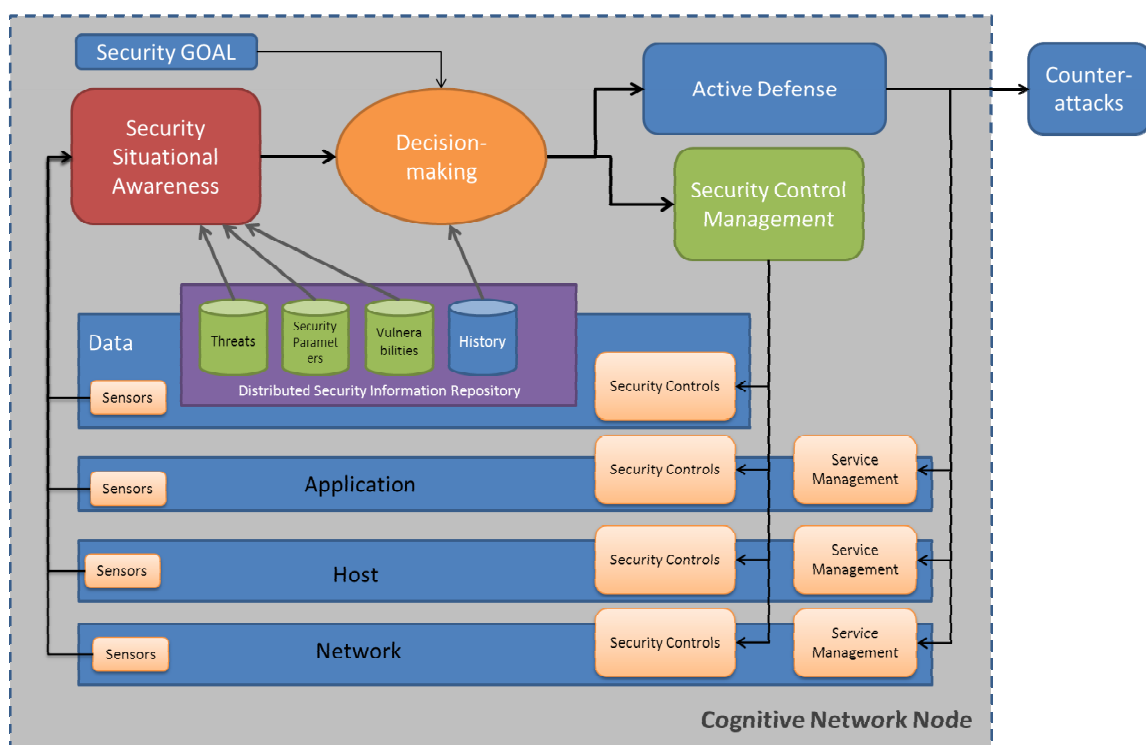 Security GOAL
Active Defense
Counter-
attacks
Security
Situational
Awareness
Decision-
making
Security Control
Management
Data
Threats
Security
Paramet
ers
Vulnera
bilities
History
Distributed Security Information Repository
Sensors
Security Controls
Application
Sensors
Security Controls
Service
Management
Host
Sensors
Security Controls
Service
Management
Network
Sensors
Security Controls
Service
Management
Cognitive Network Node